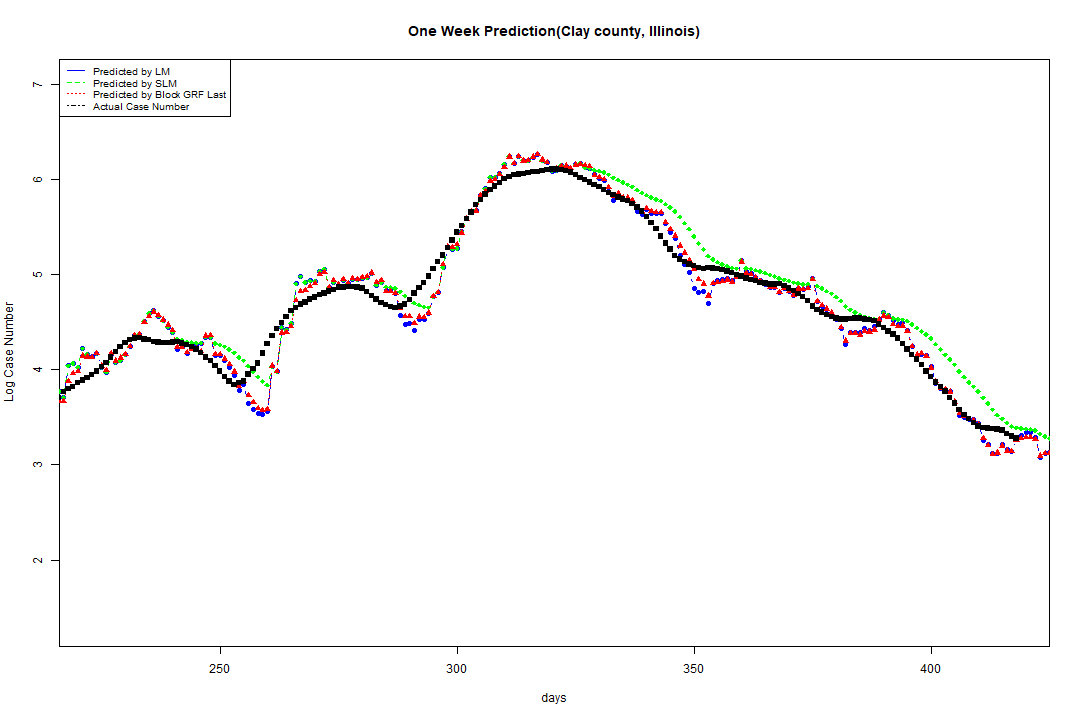 One Week Prediction(Clay county, Illinois)
Predicted by LM
Predicted by SLM
Predicted by Block GRF Last
Actual Case Number
7
6
5
4
3
2
Log Case Number
250 300 350 400
days